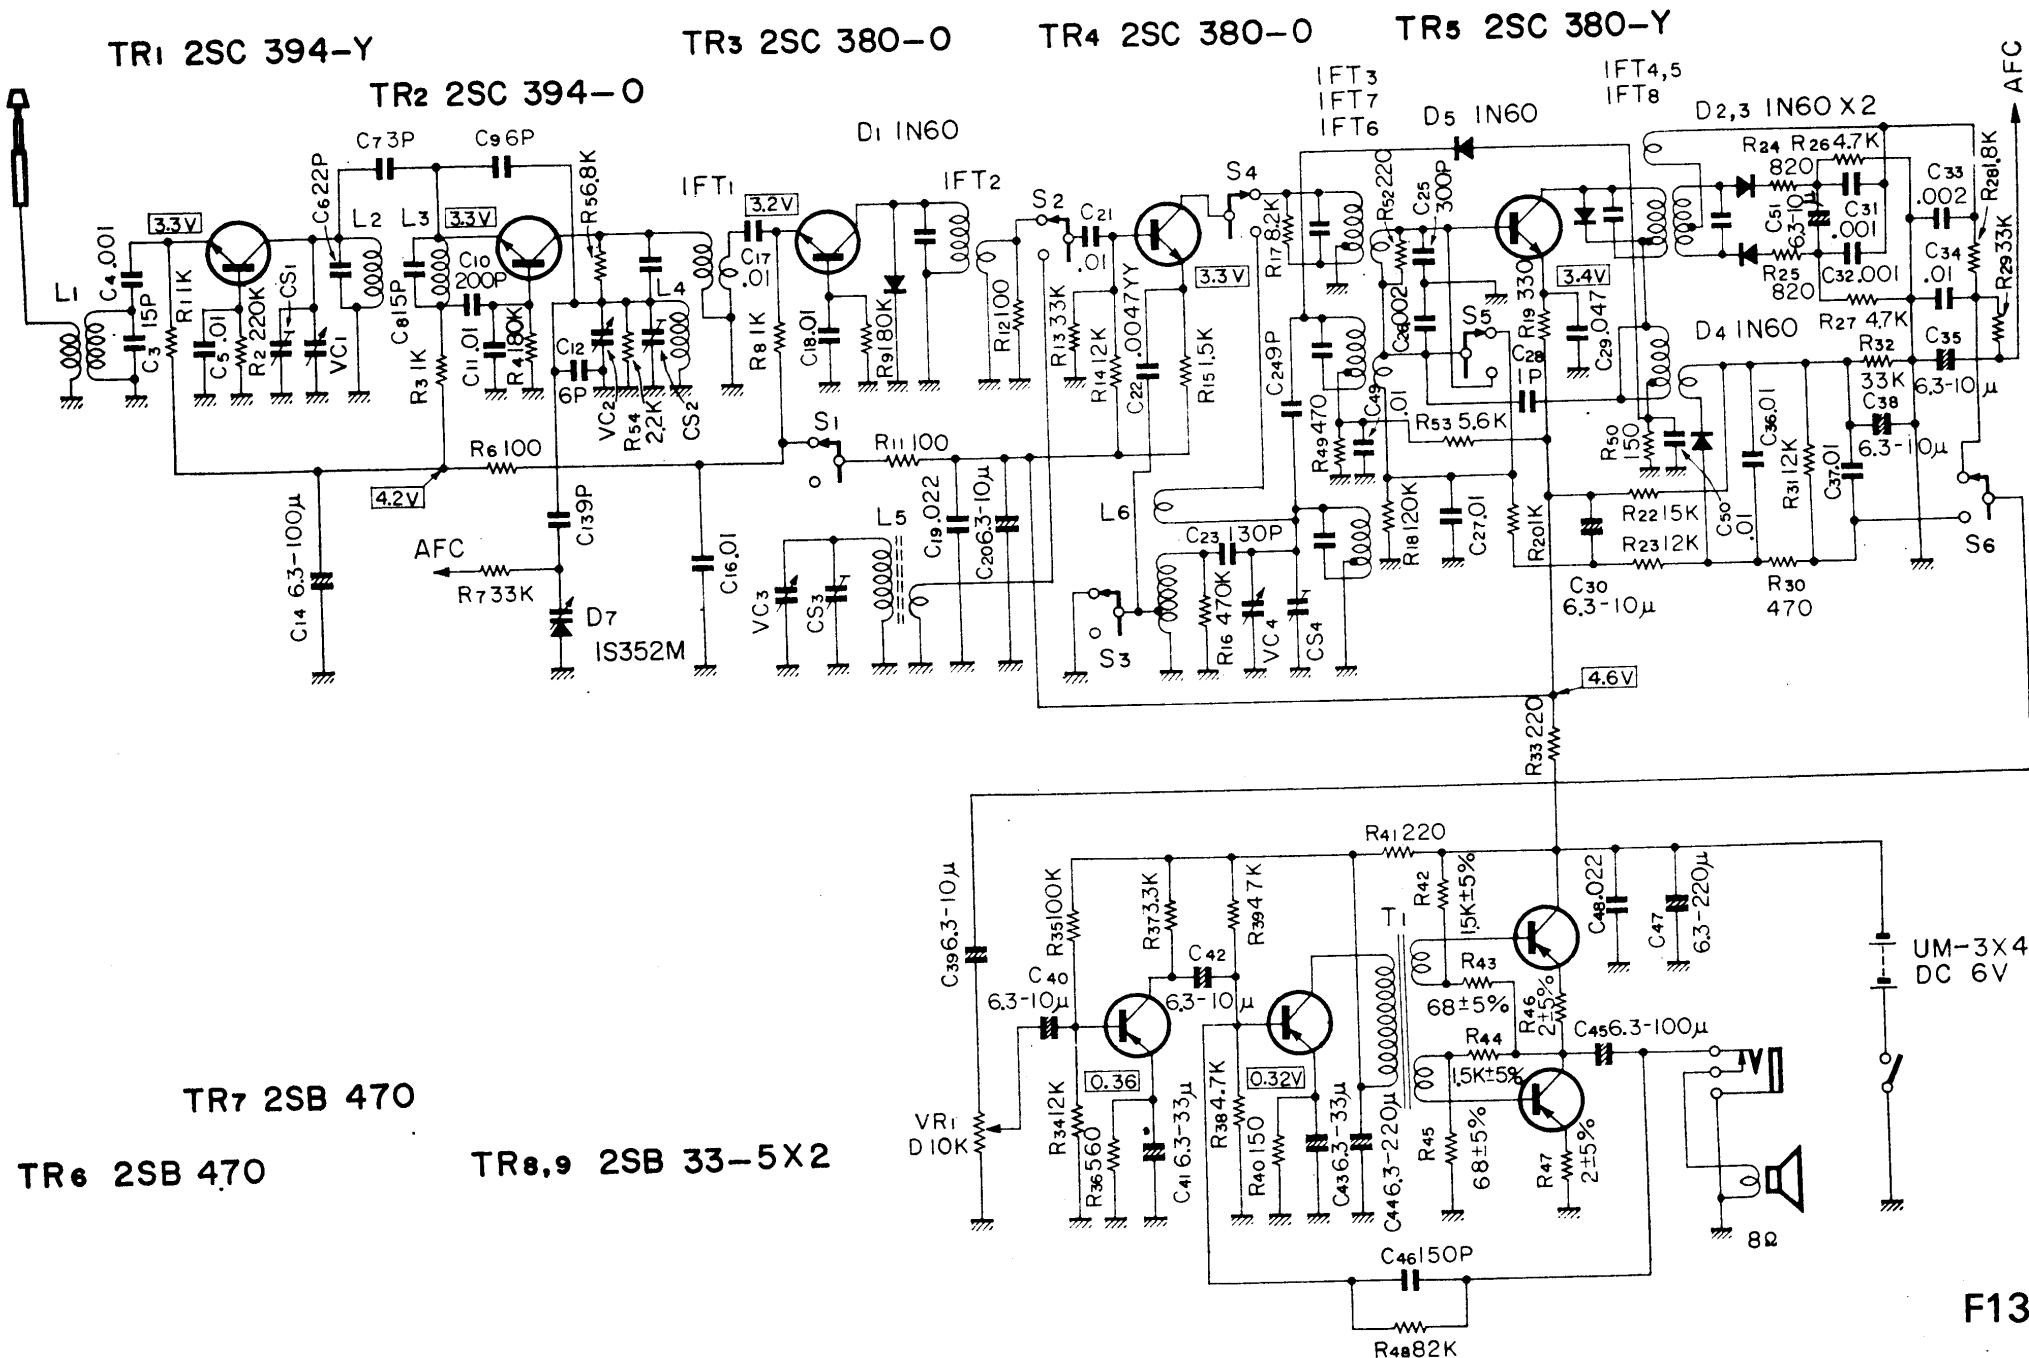 TR1 2SC 394-Y
TR2 2SC 394-O
TR3 2SC 380-O
TR4 2SC 380-O
TR5 2SC 380-Y
IFT3
IFT7
IFT6
IFT4,5
IFT8
D5 1N60
D2,3 1N60 X2
D1 1N60
AFC
C7 3P
C9 6P
C6 22P
L2
L3
R5 6.8K
IFT1
IFT2
3.3V
3.3V
3.2V
S2
S4
C21
.01
R52 220
C25
300P
R24
820
R26 4.7K
C51
6.3-10μ
C31
.001
C33
.002
R28 1.8K
L1
C4 .001
C3 15P
R1 1K
C5 .01
R2 220K
CS1
VC1
C8 15P
C10
200P
R3 1K
C11 .01
R4 180K
C12
6P
VC2
R54
2.2K
L4
CS2
C17
.01
R8 1K
C18 .01
R9 180K
R12 100
R13 33K
R14 12K
C22 .0047YY
3.3V
R15 1.5K
R17 82K
C24 9P
C26 .002
S5
R19 330
3.4V
C29 .047
R25
820
C32 .001
R27 4.7K
C34
.01
R29 33K
D4 1N60
R32
33K
C35
6.3-10μ
C38
6.3-10μ
C28
1P
R49 470
C49
.01
R53 5.6K
R50
150
C50
.01
C36 .01
R31 12K
C37 .01
S1
R6 100
4.2V
R11 100
C14 6.3-100μ
C13 9P
AFC
R7 33K
D7
1S352M
C16 .01
L5
VC3
CS3
C19 .022
C20 6.3-10μ
L6
C23 130P
S3
R16 470K
VC4
CS4
R18 120K
C27 .01
R20 1K
R22 15K
R23 12K
C30
6.3-10μ
R30
470
S6
4.6V
R33 220
R41 220
C39 6.3-10μ
R35 100K
R37 3.3K
R39 47K
C40
6.3-10μ
C42
6.3-10μ
T1
R42
1.5K±5%
R43
68±5%
R46
2±5%
C48 .022
C47
6.3-220μ
UM-3X4
DC 6V
R44
1.5K±5%
C45 6.3-100μ
0.36
0.32V
VR1
D10K
R34 12K
R36 560
C41 6.3-33μ
R38 4.7K
R40 150
C43 6.3-33μ
C44 6.3-220μ
R45
68±5%
R47
2±5%
8Ω
TR7 2SB 470
TR6 2SB 470
TR8,9 2SB 33-5X2
C46 150P
R48 82K
F13